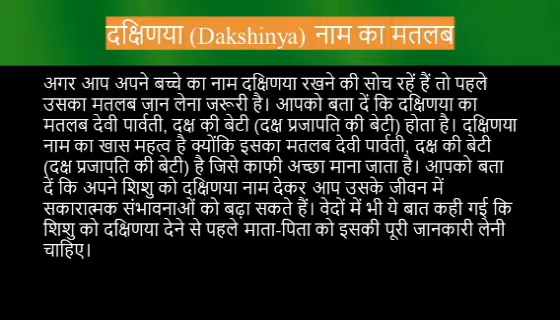 दक्षिणया (Dakshinya) नाम का मतलब
अगर आप अपने बच्चे का नाम दक्षिणया रखने की सोच रहें हैं तो पहले
उसका मतलब जान लेना जरूरी है। आपको बता दें कि दक्षिणया का
मतलब देवी पार्वती, दक्ष की बेटी (दक्ष प्रजापति की बेटी) होता है। दक्षिणया
नाम का खास महत्व है क्योंकि इसका मतलब देवी पार्वती, दक्ष की बेटी
(दक्ष प्रजापति की बेटी) है जिसे काफी अच्छा माना जाता है। आपको बता
दें कि अपने शिशु को दक्षिणया नाम देकर आप उसके जीवन में
सकारात्मक संभावनाओं को बढ़ा सकते हैं। वेदों में भी ये बात कही गई कि
शिशु को दक्षिणया देने से पहले माता-पिता को इसकी पूरी जानकारी लेनी
चाहिए।